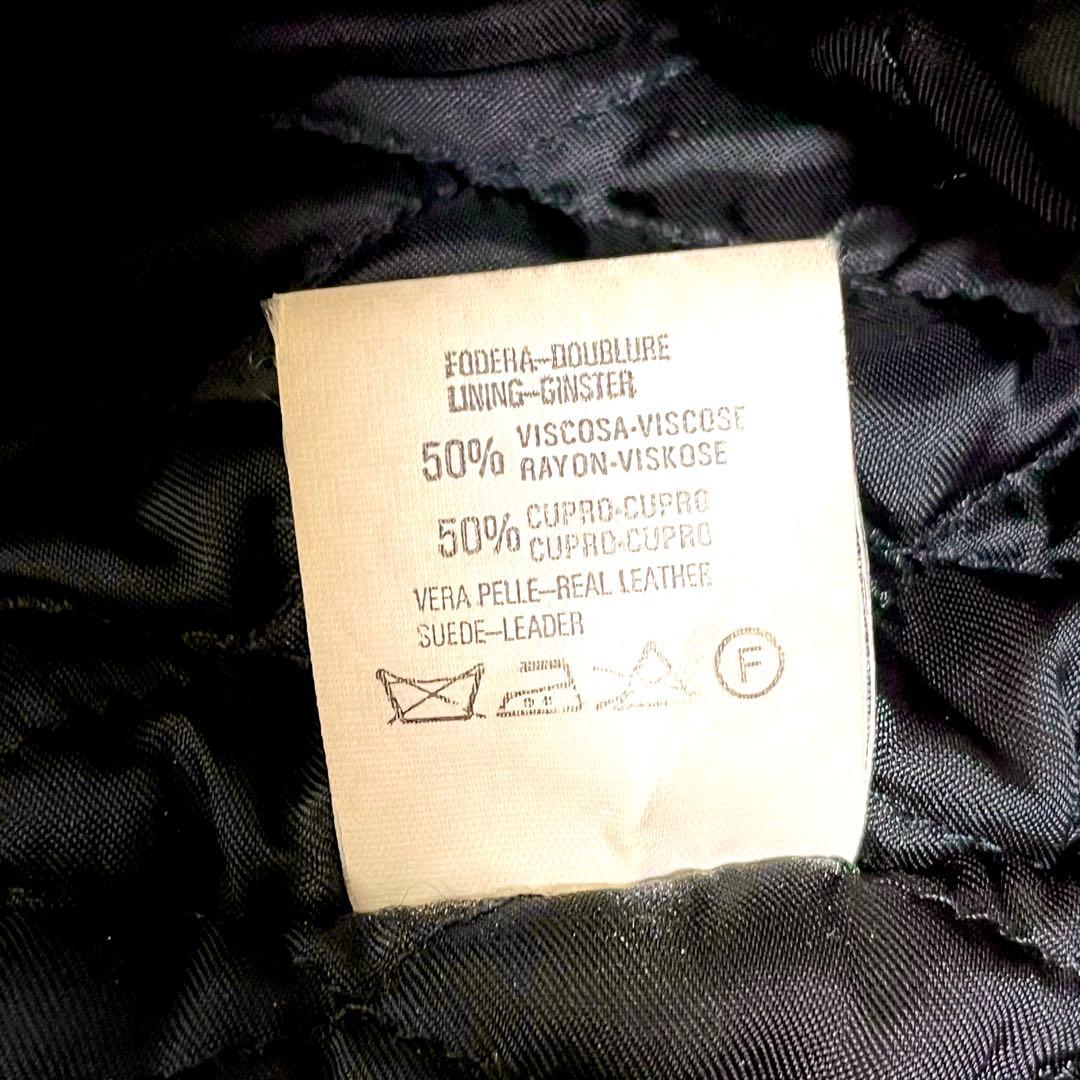 FODERA–DOUBLURE
LINING–GINSTER
50% VISCOSA-VISCOSE
RAYON-VISKOSE
50% CUPRO-CUPRO
CUPRO-CUPRO
VERA PELLE–REAL LEATHER
SUEDE–LEADER
F